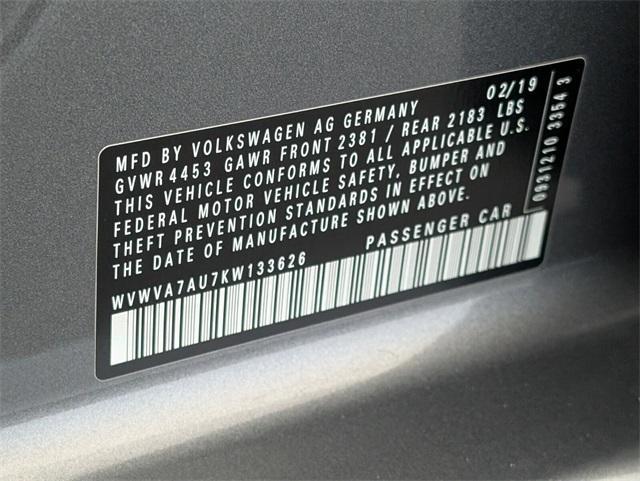 02/19
MFD BY VOLKSWAGEN AG GERMANY
GVWR 4453 GAWR FRONT 2381 / REAR 2183 LBS
THIS VEHICLE CONFORMS TO ALL APPLICABLE U.S.
FEDERAL MOTOR VEHICLE SAFETY, BUMPER AND
THEFT PREVENTION STANDARDS IN EFFECT ON
THE DATE OF MANUFACTURE SHOWN ABOVE.
WVWVA7AU7KW133626 PASSENGER CAR
0991210 3354 3